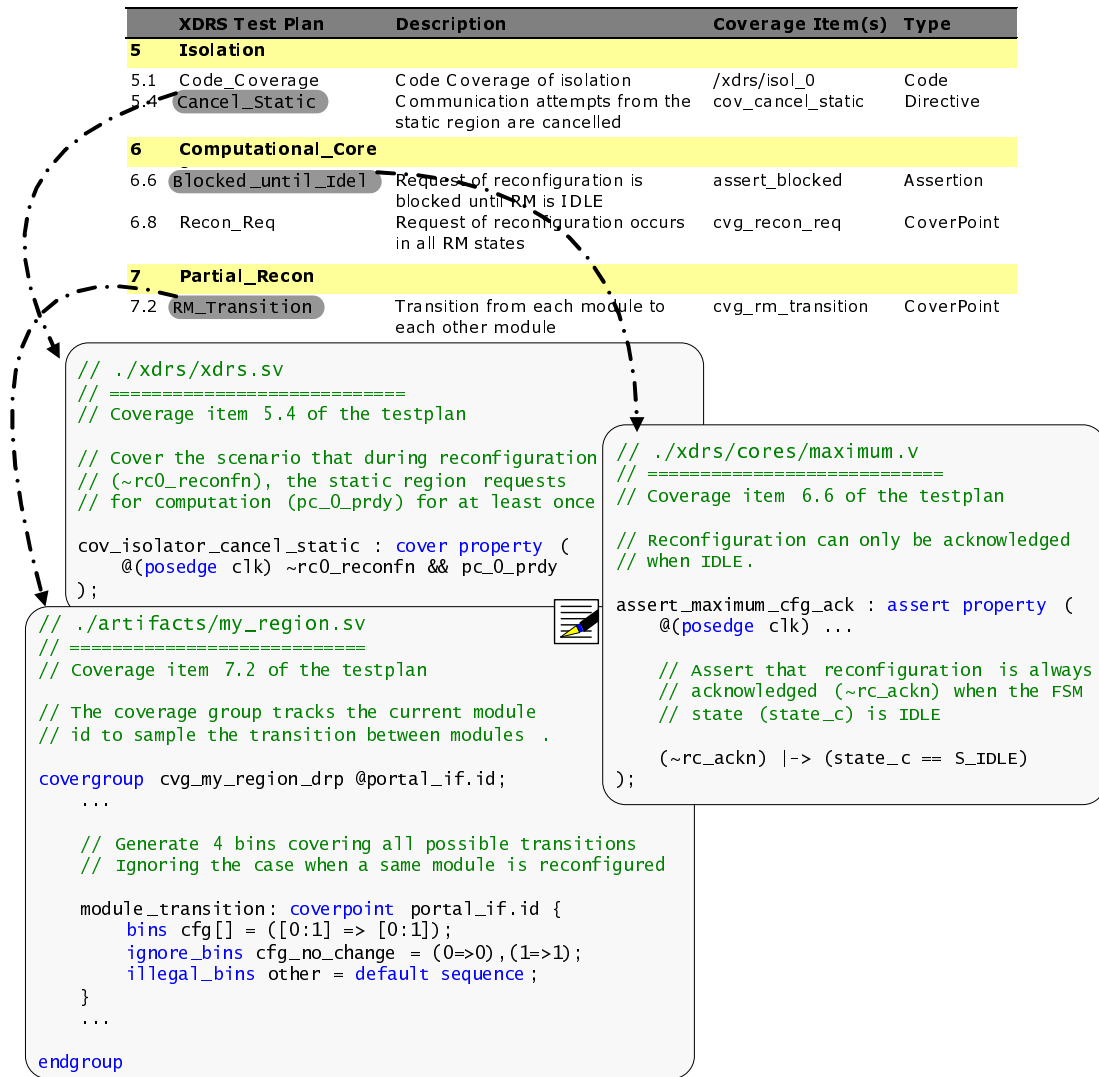 XDRS Test Plan Description Coverage Item(s) Type
5 Isolation
5.1 Code_Coverage Code Coverage of isolation /xdrs/isol_0 Code
5.4 Cancel_Static Communication attempts from the cov_cancel_static Directive
static region are cancelled
6 Computational_Core
6.6 Blocked_until_Idel Request of reconfiguration is assert_blocked Assertion
blocked until RM is IDLE
6.8 Recon_Req Request of reconfiguration occurs cvg_recon_req CoverPoint
in all RM states
7 Partial_Recon
7.2 RM_Transition Transition from each module to cvg_rm_transition CoverPoint
each other module
// ./xdrs/xdrs.sv
// ============================
// Coverage item 5.4 of the testplan
// Cover the scenario that during reconfiguration
// (~rc0_reconfn), the static region requests
// for computation (pc_0_prdy) for at least once
cov_isolator_cancel_static : cover property (
@(posedge clk) ~rc0_reconfn && pc_0_prdy
);
// ./xdrs/cores/maximum.v
// ============================
// Coverage item 6.6 of the testplan
// Reconfiguration can only be acknowledged
// when IDLE.
assert_maximum_cfg_ack : assert property (
@(posedge clk) ...
// Assert that reconfiguration is always
// acknowledged (~rc_ackn) when the FSM
// state (state_c) is IDLE
(~rc_ackn) |-> (state_c == S_IDLE)
);
// ./artifacts/my_region.sv
// ============================
// Coverage item 7.2 of the testplan
// The coverage group tracks the current module
// id to sample the transition between modules .
covergroup cvg_my_region_drp @portal_if.id;
...
// Generate 4 bins covering all possible transitions
// Ignoring the case when a same module is reconfigured
module_transition: coverpoint portal_if.id {
bins cfg[] = ([0:1] => [0:1]);
ignore_bins cfg_no_change = (0=>0),(1=>1);
illegal_bins other = default sequence;
}
...
endgroup